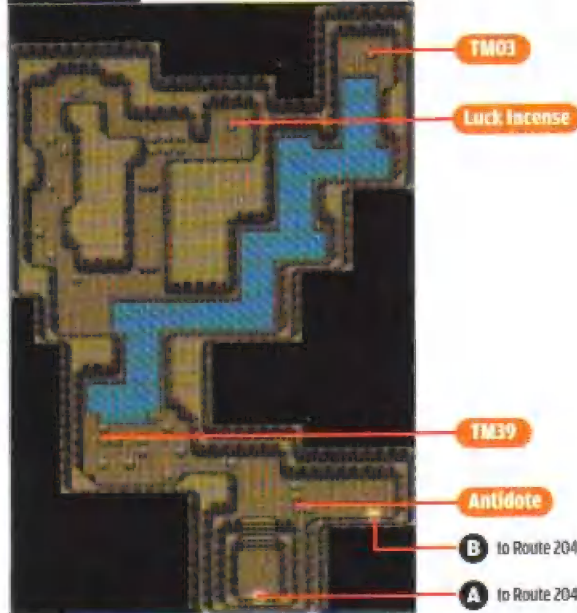 TM03
Luck Incense
TM39
Antidote
B to Route 204
A to Route 204